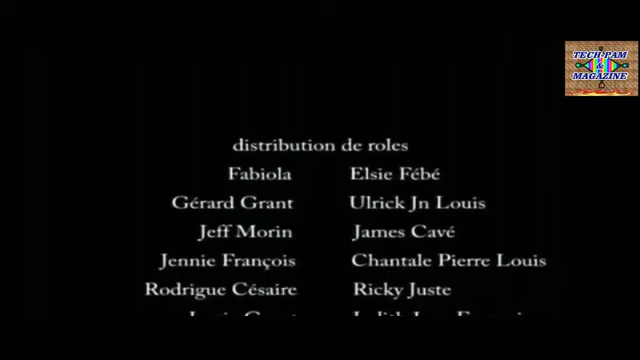 TECH-PAM
&
MAGAZINE
distribution de roles
Fabiola Elsie Fébé
Gérard Grant Ulrick Jn Louis
Jeff Morin James Cavé
Jennie François Chantale Pierre Louis
Rodrigue Césaire Ricky Juste